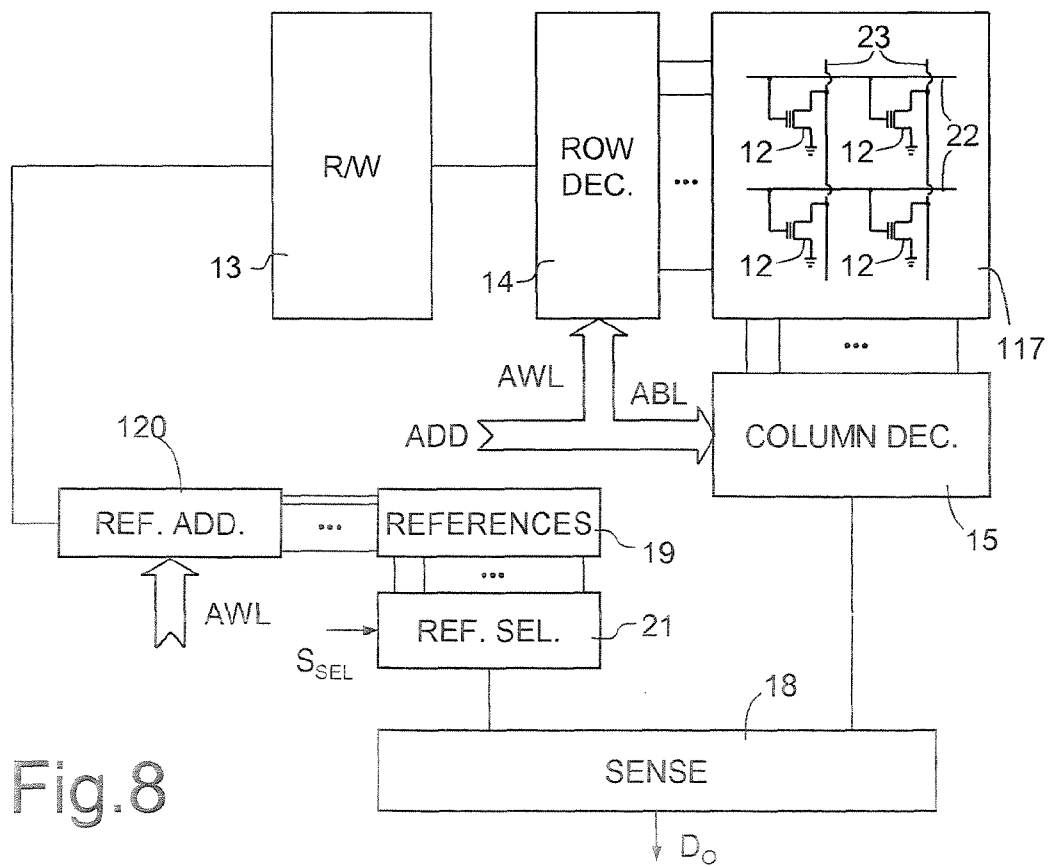 23
R/W
ROW
DEC.
...
12
12
22
12
12
13
14
117
...
AWL
ABL
ADD
COLUMN DEC.
120
REF. ADD.
...
REFERENCES
19
15
...
AWL
REF. SEL.
21
SSEL
18
SENSE
Fig.8
DO